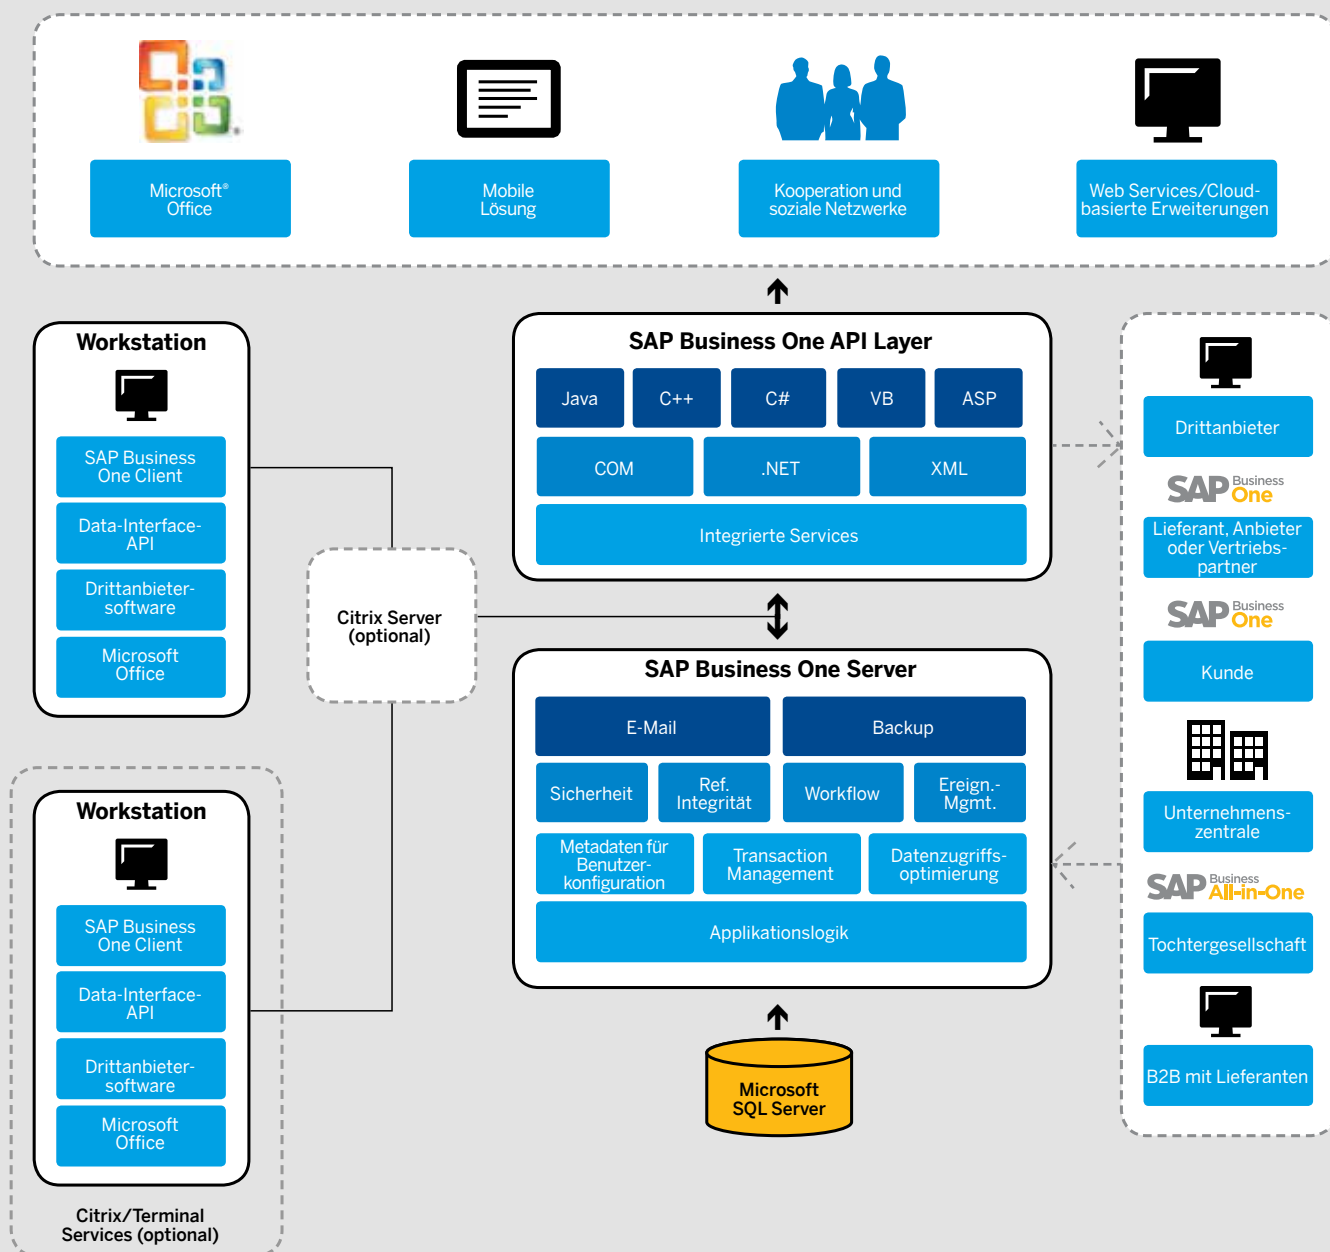 Microsoft®
Office
Mobile
Lösung
Kooperation und
soziale Netzwerke
Web Services/Cloud-
basierte Erweiterungen
Workstation
SAP Business
One Client
Data-Interface-
API
Drittanbieter-
software
Microsoft
Office
Workstation
SAP Business
One Client
Data-Interface-
API
Drittanbieter-
software
Microsoft
Office
Citrix/Terminal
Services (optional)
Citrix Server
(optional)
SAP Business One API Layer
Java
C++
C#
VB
ASP
COM
.NET
XML
Integrierte Services
SAP Business One Server
E-Mail
Backup
Sicherheit
Ref.
Integrität
Workflow
Ereign.-
Mgmt.
Metadaten für
Benutzer-
konfiguration
Transaction
Management
Datenzugriffs-
optimierung
Applikationslogik
Microsoft
SQL Server
Drittanbieter
SAP Business
One
Lieferant, Anbieter
oder Vertriebs-
partner
SAP Business
One
Kunde
Unternehmens-
zentrale
SAP Business
All-in-One
Tochtergesellschaft
B2B mit Lieferanten